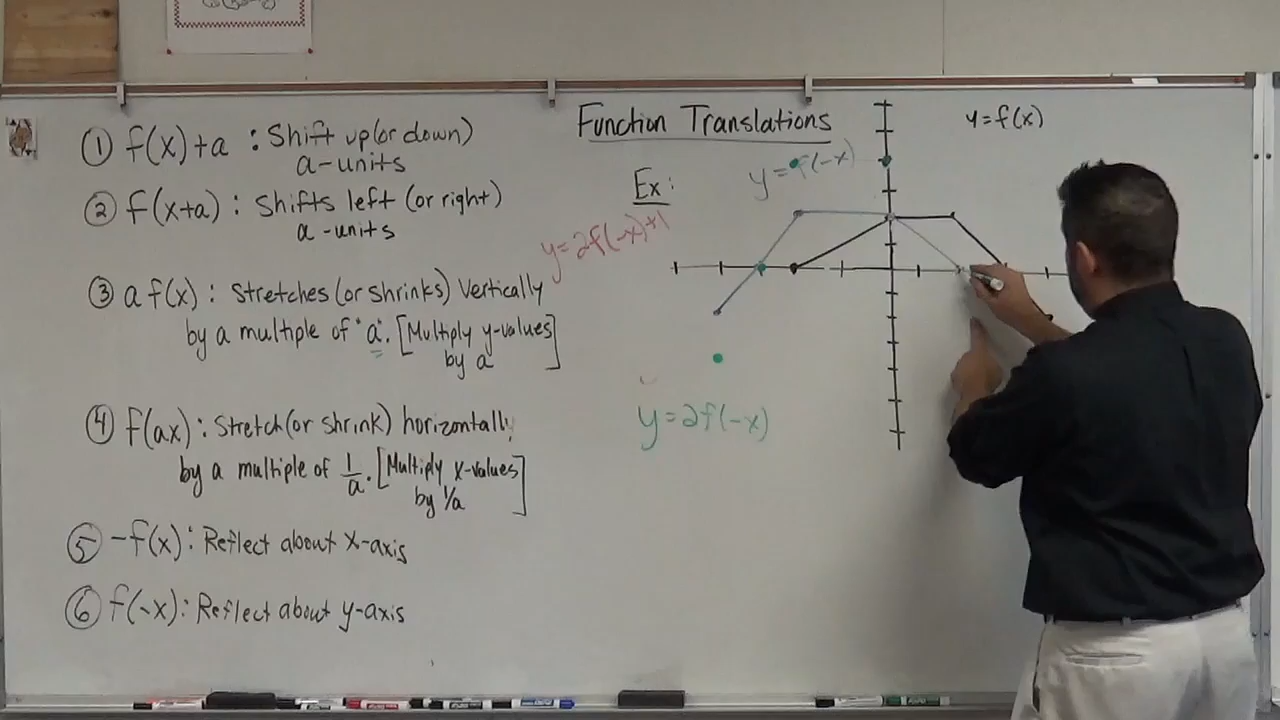 Function Translations
① f(x)+a : Shift up (or down)
a-units
② f(x+a) : Shifts left (or right)
a-units
③ a f(x) : Stretches (or shrinks) Vertically
by a multiple of "a". [Multiply y-values
by a]
④ f(ax) : Stretch (or shrink) horizontally
by a multiple of 1/a. [Multiply x-values
by 1/a]
⑤ -f(x) : Reflect about x-axis
⑥ f(-x) : Reflect about y-axis
Ex:
y=f(-x)
y=f(x)
y=2f(-x)+1
y=2f(-x)